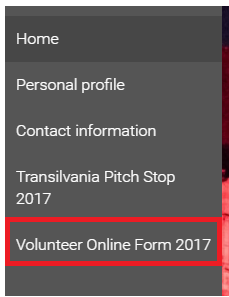 Home
Personal profile
Contact information
Transilvania Pitch Stop
2017
Volunteer Online Form 2017